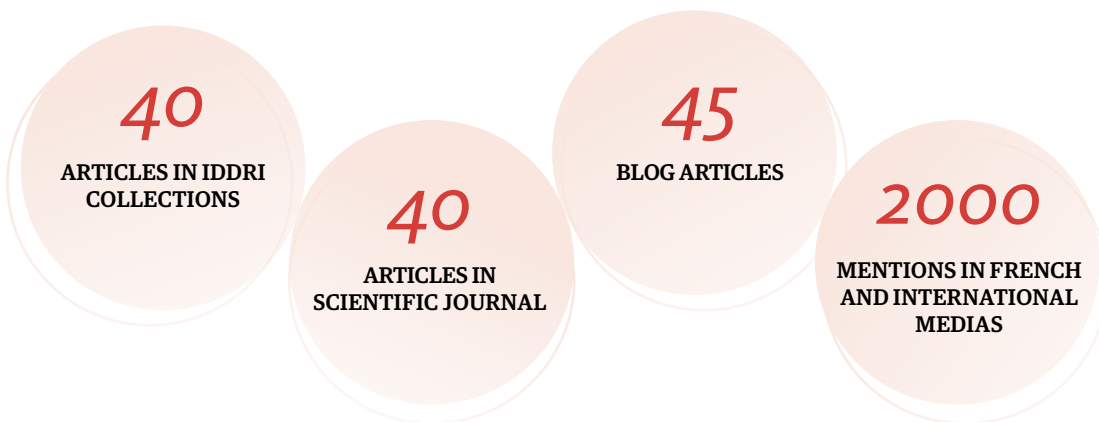 40
ARTICLES IN IDDRI
COLLECTIONS
40
ARTICLES IN
SCIENTIFIC JOURNAL
45
BLOG ARTICLES
2000
MENTIONS IN FRENCH
AND INTERNATIONAL
MEDIAS